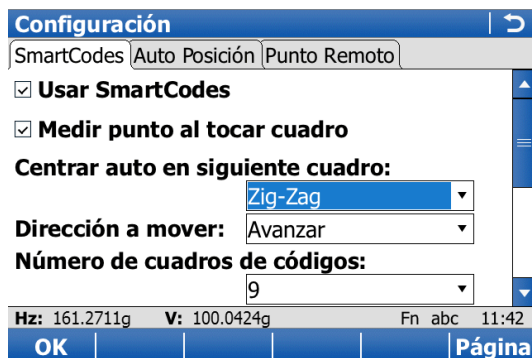 Configuración
SmartCodes Auto Posición Punto Remoto
Usar SmartCodes
Medir punto al tocar cuadro
Centrar auto en siguiente cuadro:
Zig-Zag
Dirección a mover: Avanzar
Número de cuadros de códigos:
9
Hz: 161.2711g V: 100.0424g Fn abc 11:42
OK Página